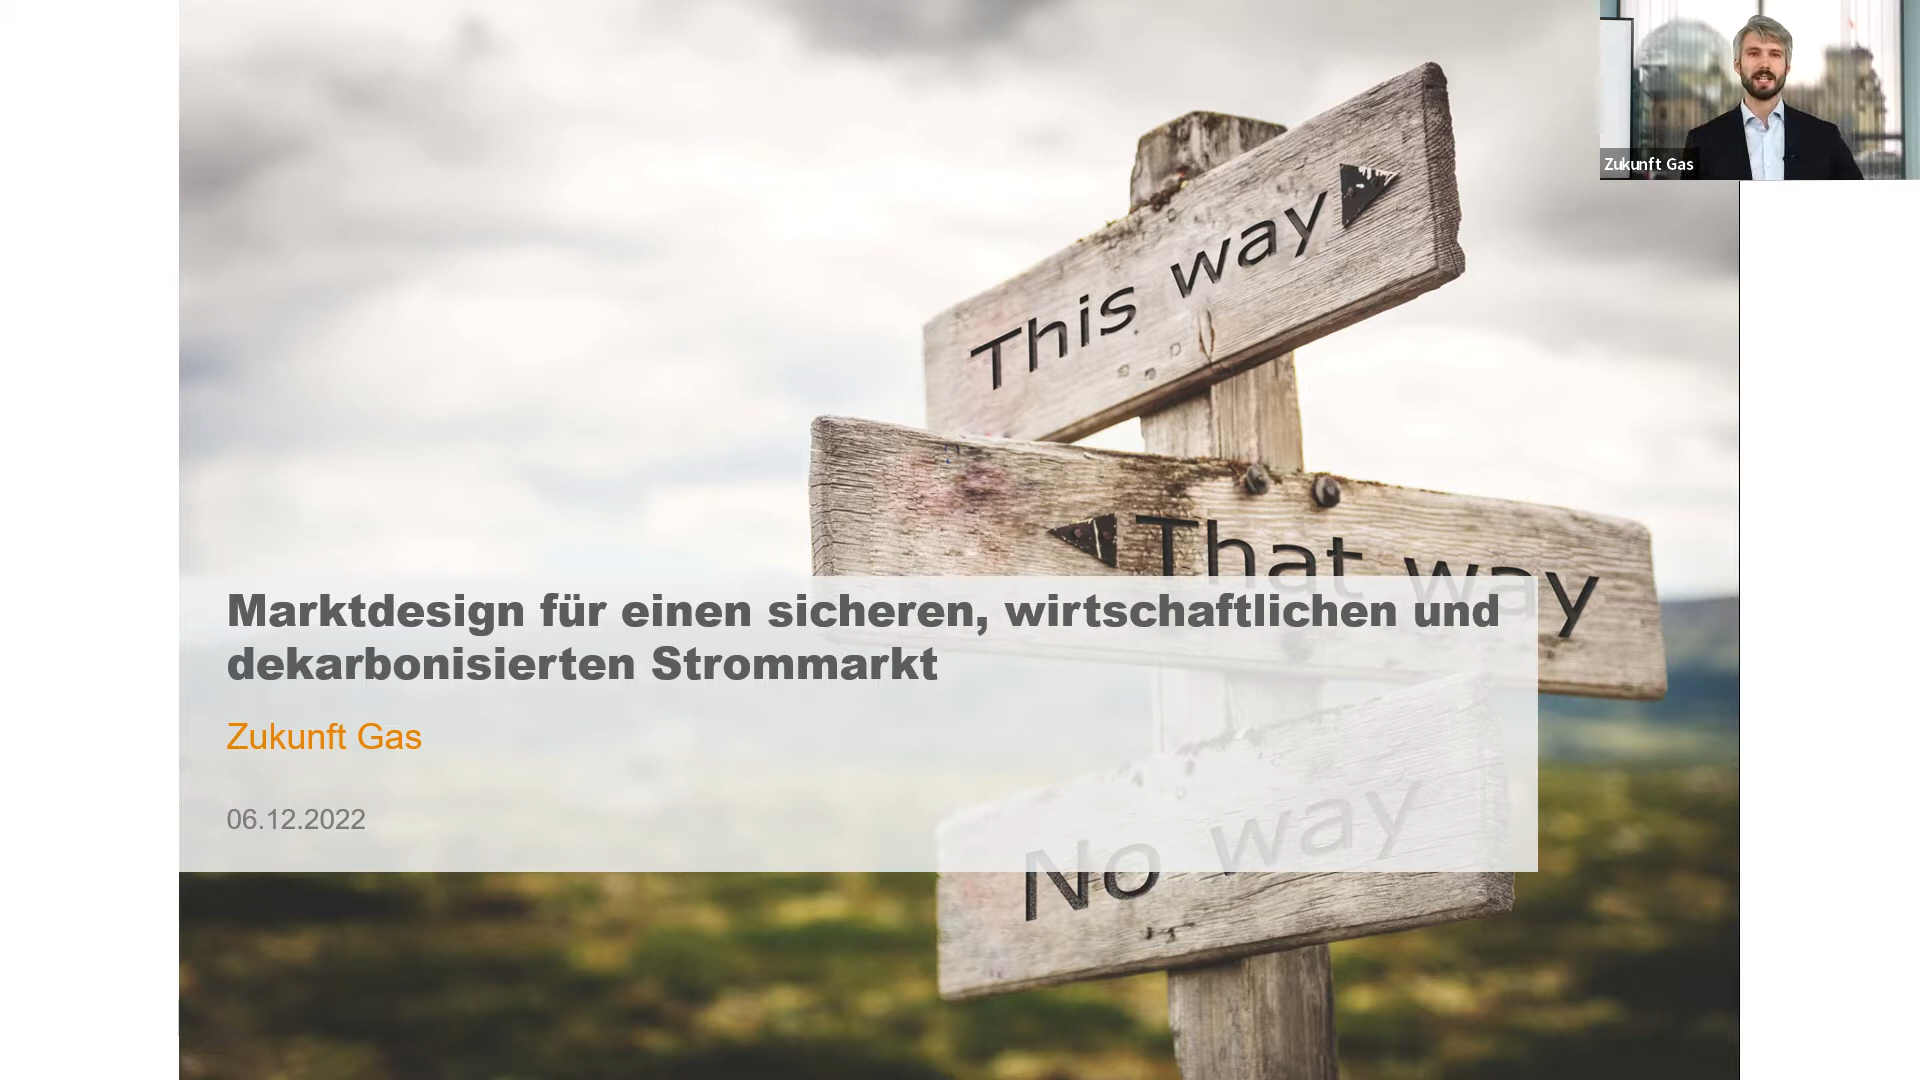 Zukunft Gas
This way
That way
Marktdesign für einen sicheren, wirtschaftlichen und
dekarbonisierten Strommarkt
Zukunft Gas
06.12.2022
No way